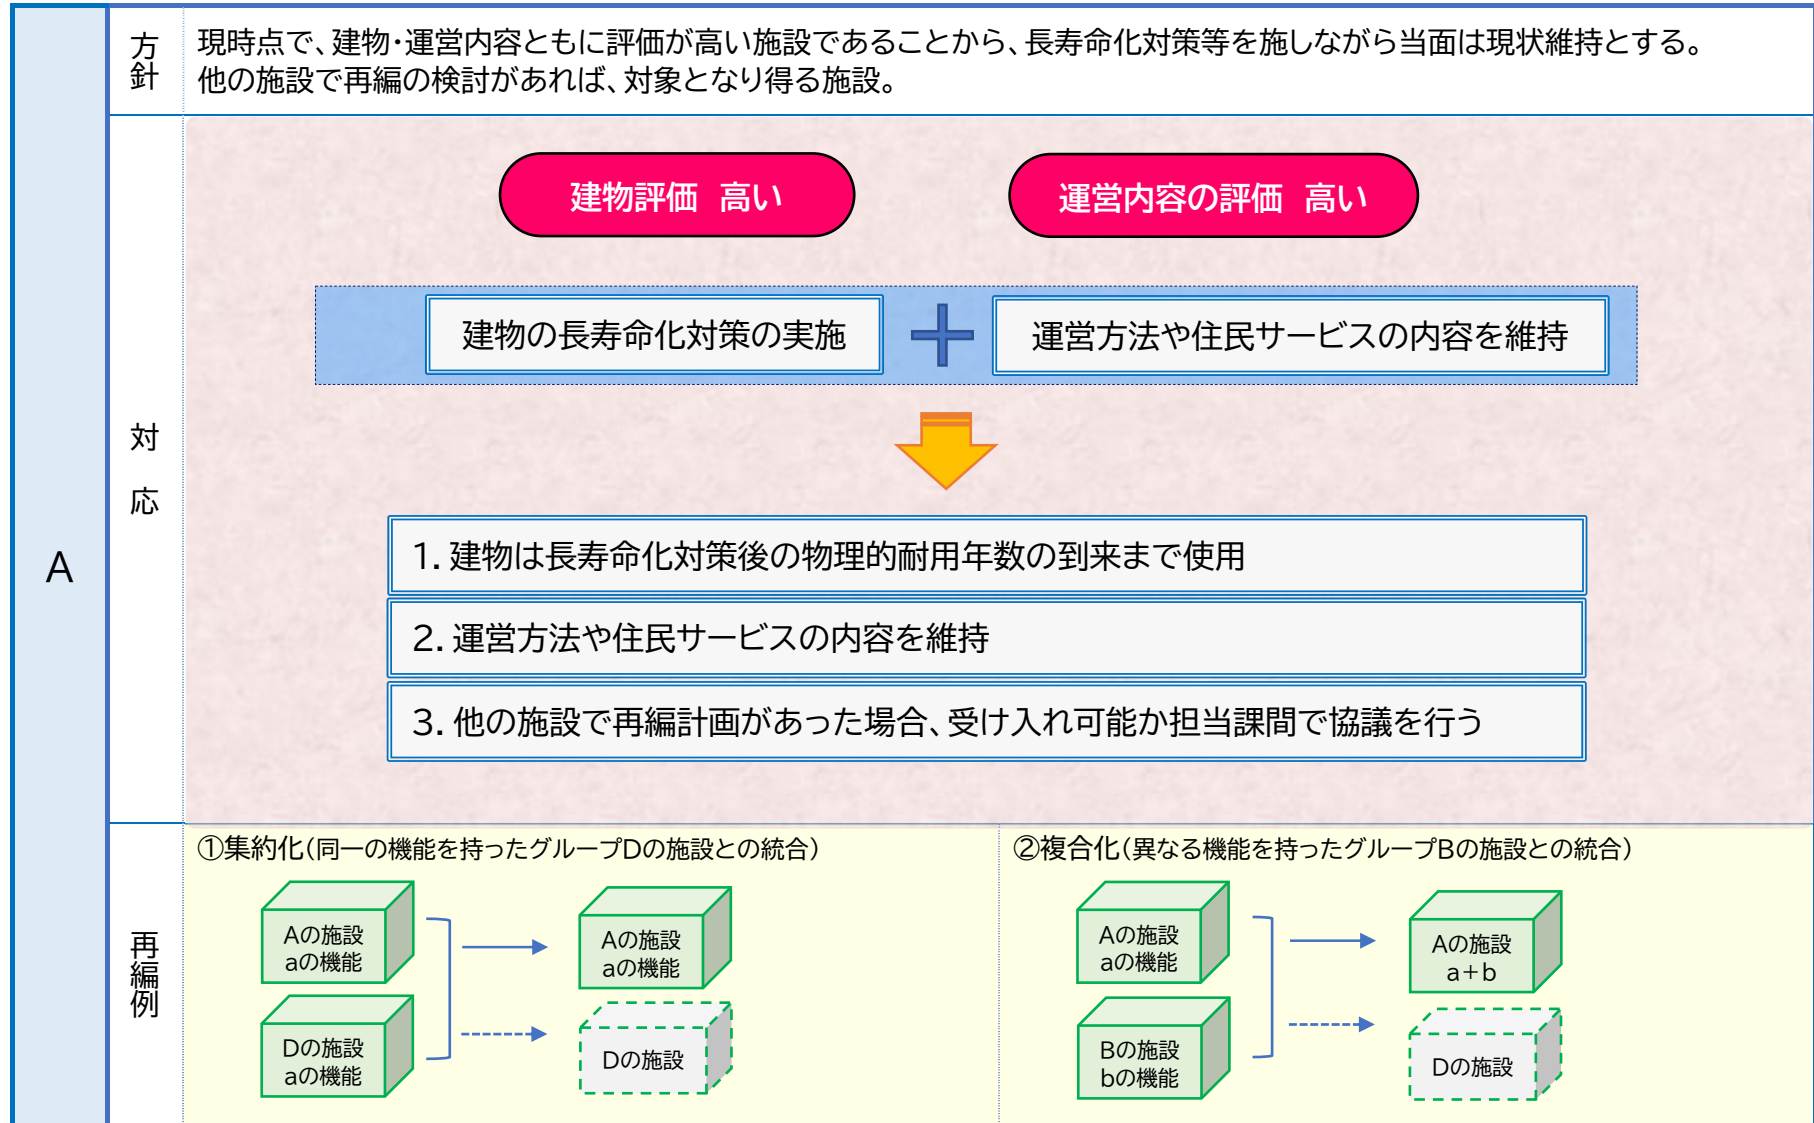 A
方針
現時点で、建物・運営内容ともに評価が高い施設であることから、長寿命化対策等を施しながら当面は現状維持とする。
他の施設で再編の検討があれば、対象となり得る施設。
対応
建物評価　高い
運営内容の評価　高い
建物の長寿命化対策の実施
運営方法や住民サービスの内容を維持
1. 建物は長寿命化対策後の物理的耐用年数の到来まで使用
2. 運営方法や住民サービスの内容を維持
3. 他の施設で再編計画があった場合、受け入れ可能か担当課間で協議を行う
再編例
①集約化(同一の機能を持ったグループDの施設との統合)
Aの施設
aの機能
Dの施設
aの機能
Aの施設
aの機能
Dの施設
②複合化(異なる機能を持ったグループBの施設との統合)
Aの施設
aの機能
Bの施設
bの機能
Aの施設
a+b
Dの施設